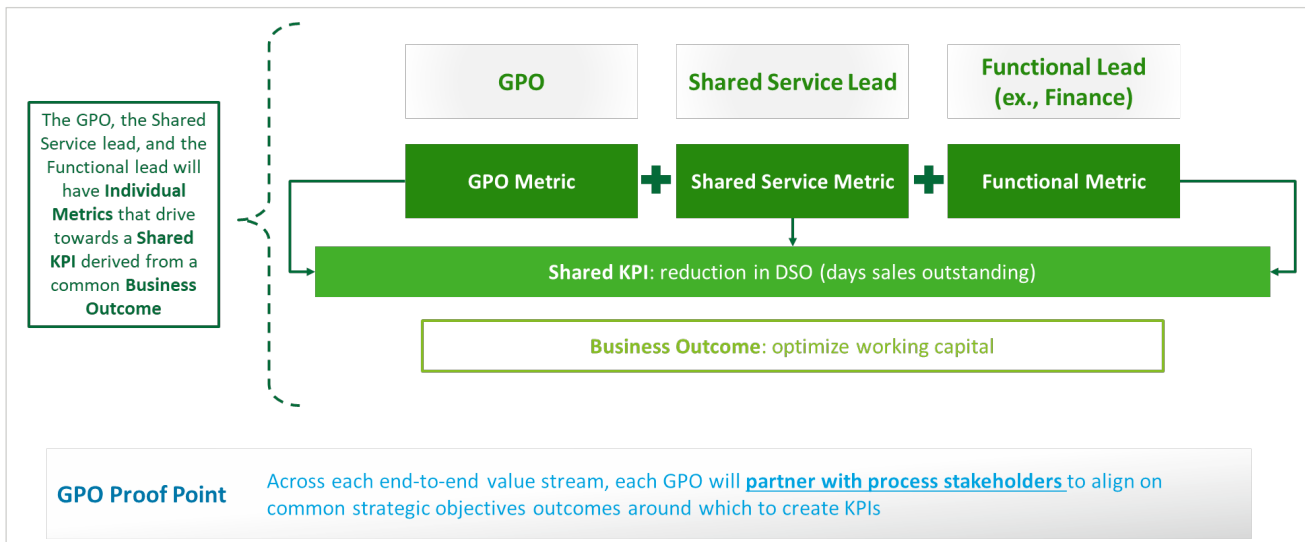 GPO
Shared Service Lead
Functional Lead
(ex., Finance)
The GPO, the Shared
Service lead, and the
Functional lead will
have Individual
Metrics that drive
towards a Shared
KPI derived from a
common Business
Outcome
GPO Metric
Shared Service Metric
Functional Metric
Shared KPI: reduction in DSO (days sales outstanding)
Business Outcome: optimize working capital
GPO Proof Point
Across each end-to-end value stream, each GPO will partner with process stakeholders to align on
common strategic objectives outcomes around which to create KPIs